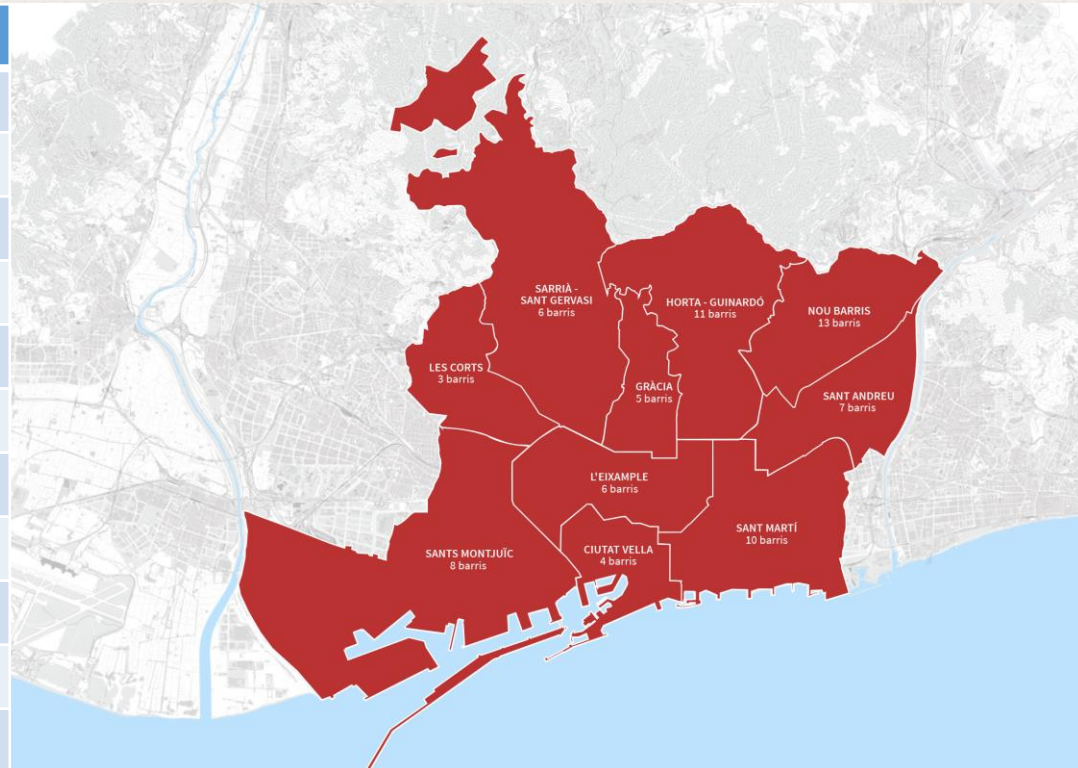 SARRIÀ -
SANT GERVASI
6 barris
HORTA - GUINARDÓ
11 barris
NOU BARRIS
13 barris
LES CORTS
3 barris
GRÀCIA
5 barris
SANT ANDREU
7 barris
L'EIXAMPLE
6 barris
SANT MARTÍ
10 barris
SANTS MONTJUÏC
8 barris
CIUTAT VELLA
4 barris